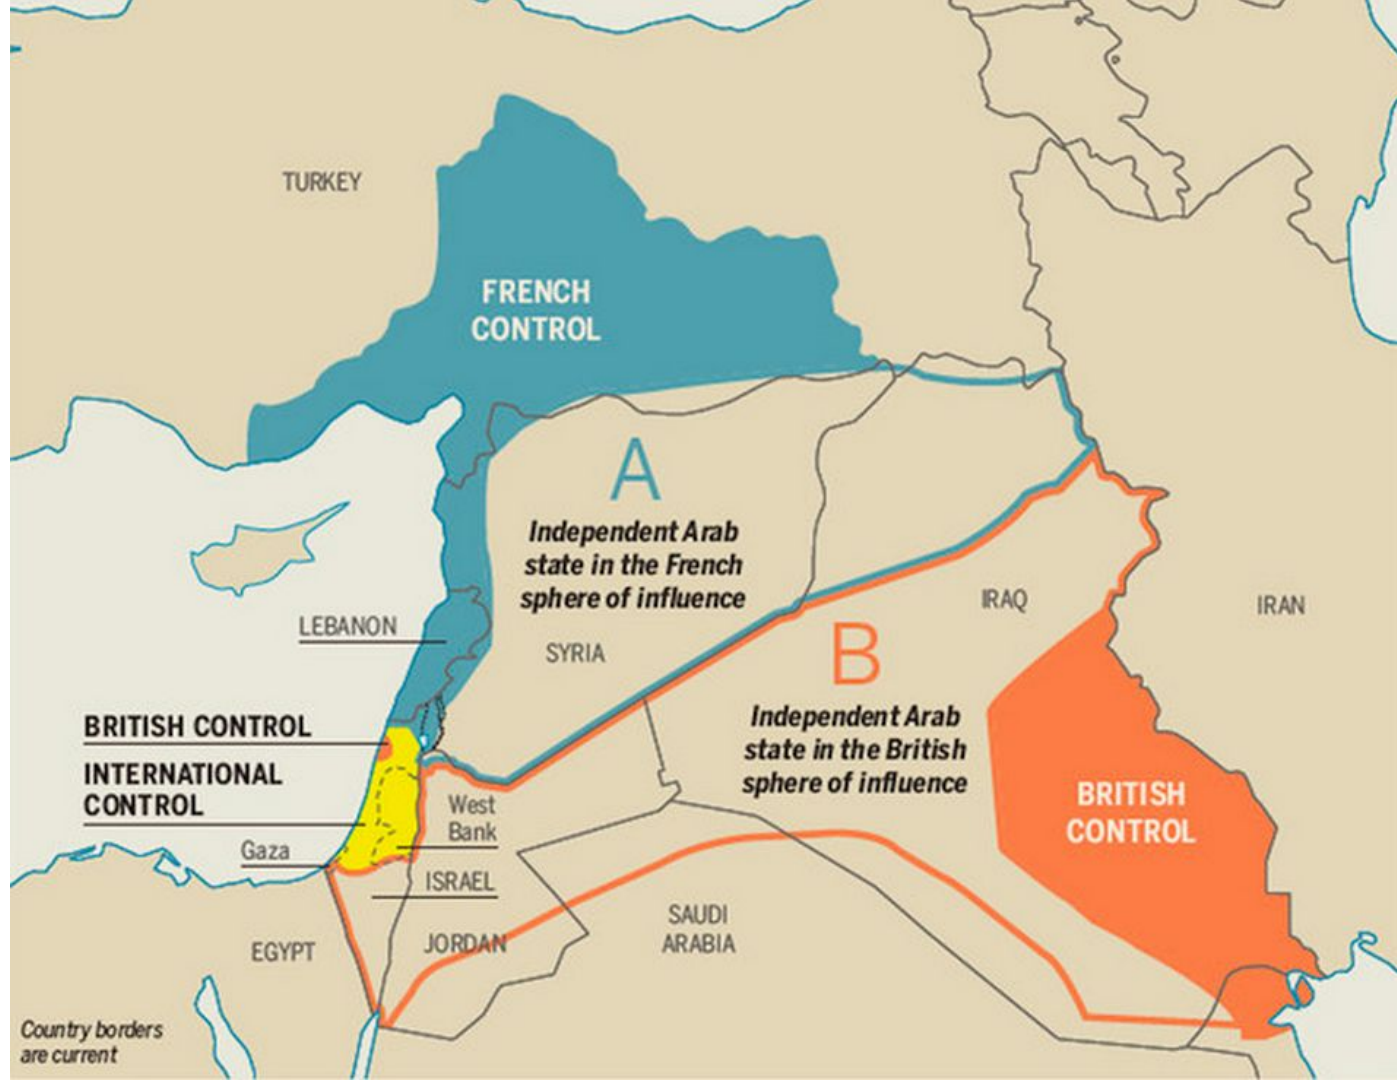 TURKEY
FRENCH
CONTROL
A
Independent Arab
state in the French
sphere of influence
SYRIA
LEBANON
IRAQ
IRAN
B
Independent Arab
state in the British
sphere of influence
BRITISH CONTROL
INTERNATIONAL
CONTROL
BRITISH
CONTROL
West
Bank
Gaza
ISRAEL
EGYPT
JORDAN
SAUDI
ARABIA
Country borders
are current